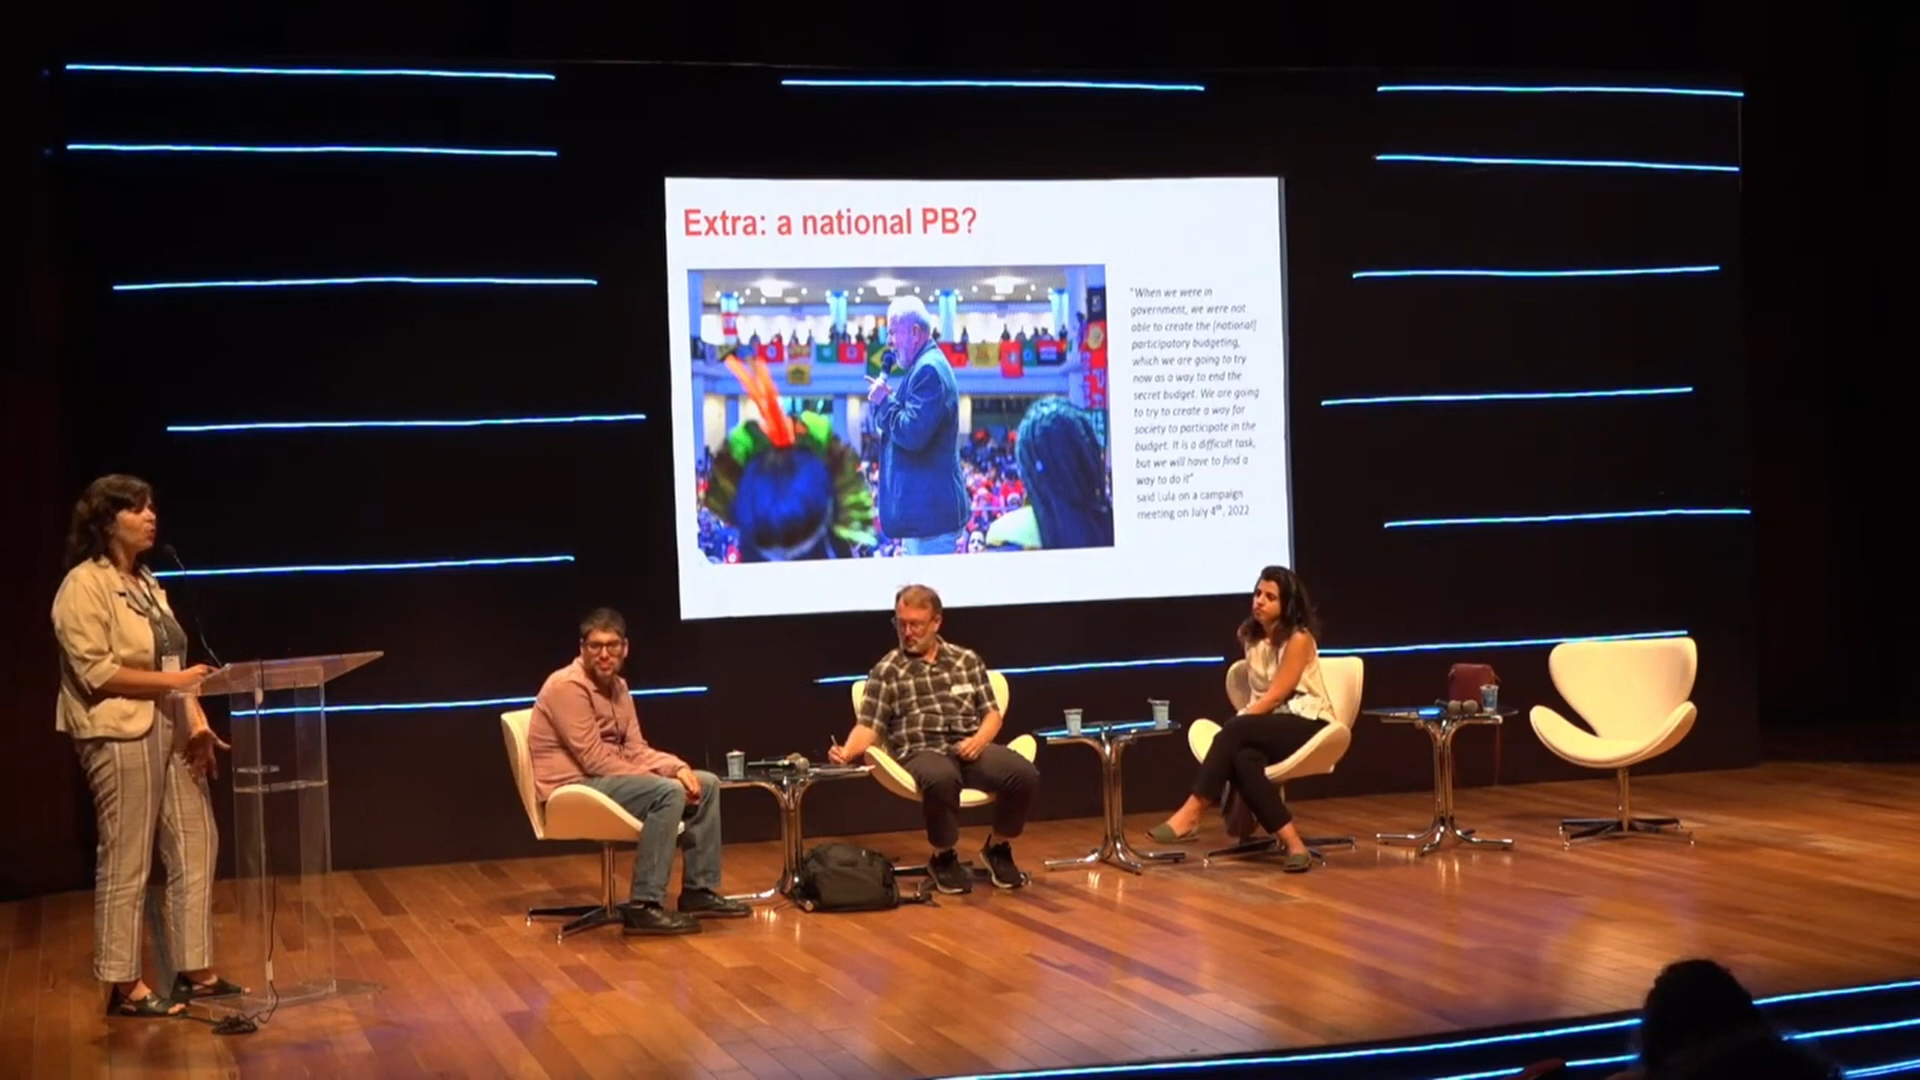 Extra: a national PB?
"When we were in
government, we were not
able to create the [national]
participatory budgeting,
which we are going to try
now as a way to end the
secret budget. We are going
to try to create a way for
society to participate in the
budget. It is a difficult task,
but we will have to find a
way to do it"
said Lula on a campaign
meeting on July 4th, 2022